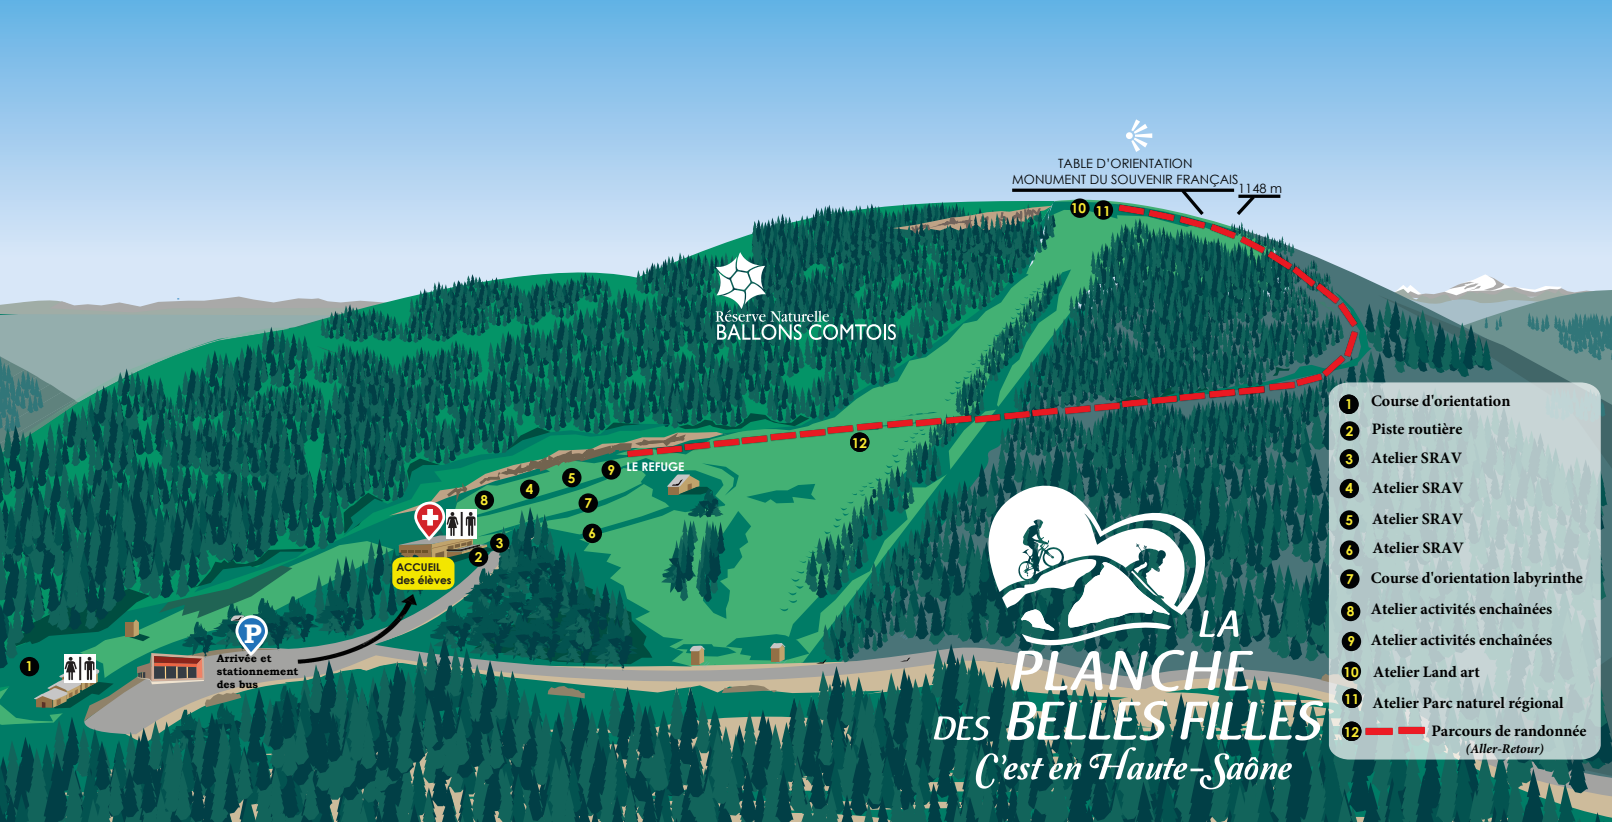 TABLE D'ORIENTATION
MONUMENT DU SOUVENIR FRANÇAIS
1148 m
10
11
Réserve Naturelle
BALLONS COMTOIS
12
LE REFUGE
9
5
4
8
7
6
3
2
ACCUEIL
des élèves
P
Arrivée et
stationnement
des bus
1
LA
PLANCHE
DES BELLES FILLES
C'est en Haute-Saône
1 Course d'orientation
2 Piste routière
3 Atelier SRAV
4 Atelier SRAV
5 Atelier SRAV
6 Atelier SRAV
7 Course d'orientation labyrinthe
8 Atelier activités enchaînées
9 Atelier activités enchaînées
10 Atelier Land art
11 Atelier Parc naturel régional
12 Parcours de randonnée
(Aller-Retour)